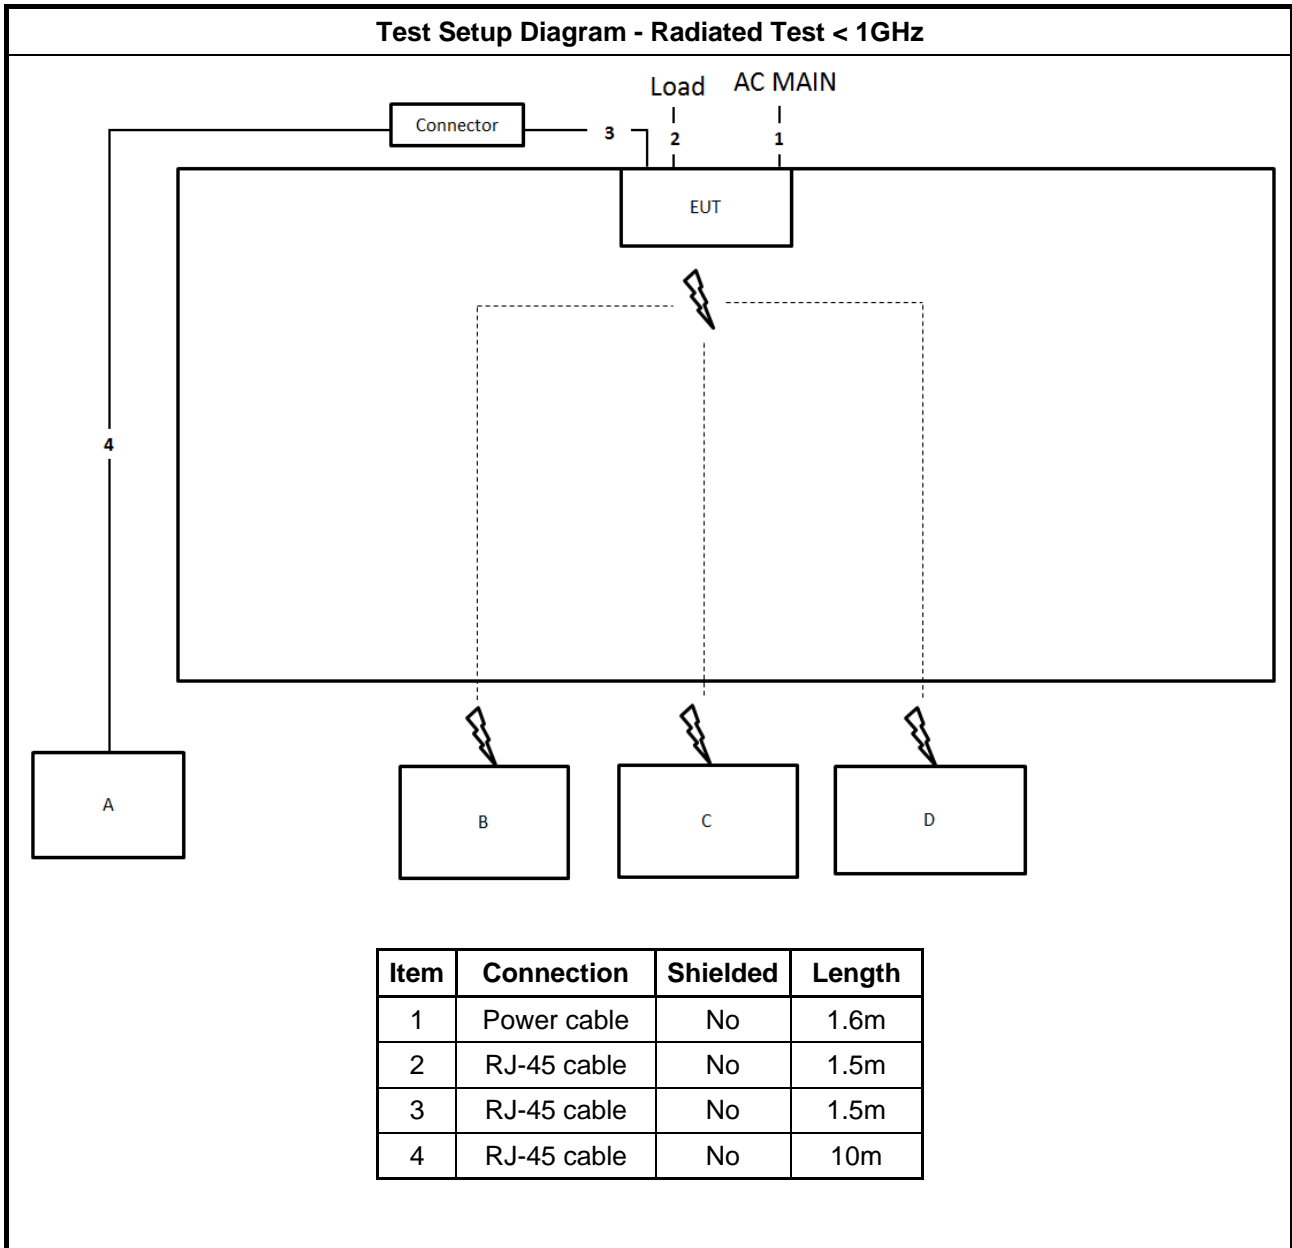 Test Setup Diagram - Radiated Test < 1GHz
Load AC MAIN
Connector
3
2
1
EUT
4
A
B
C
D
Item Connection Shielded Length
1 Power cable No 1.6m
2 RJ-45 cable No 1.5m
3 RJ-45 cable No 1.5m
4 RJ-45 cable No 10m